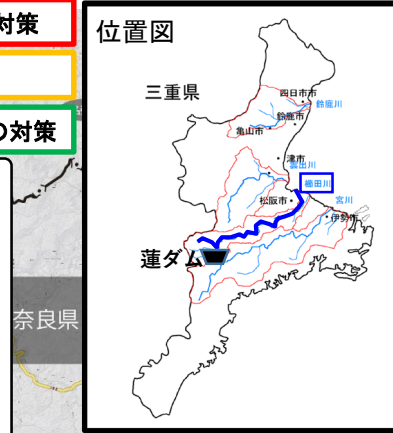 対策
の対策
位置図
三重県
四日市市
鈴鹿川
鈴鹿市
亀山市
津市
雲出川
櫛田川
松阪市
宮川
伊勢市
蓮ダム
奈良県